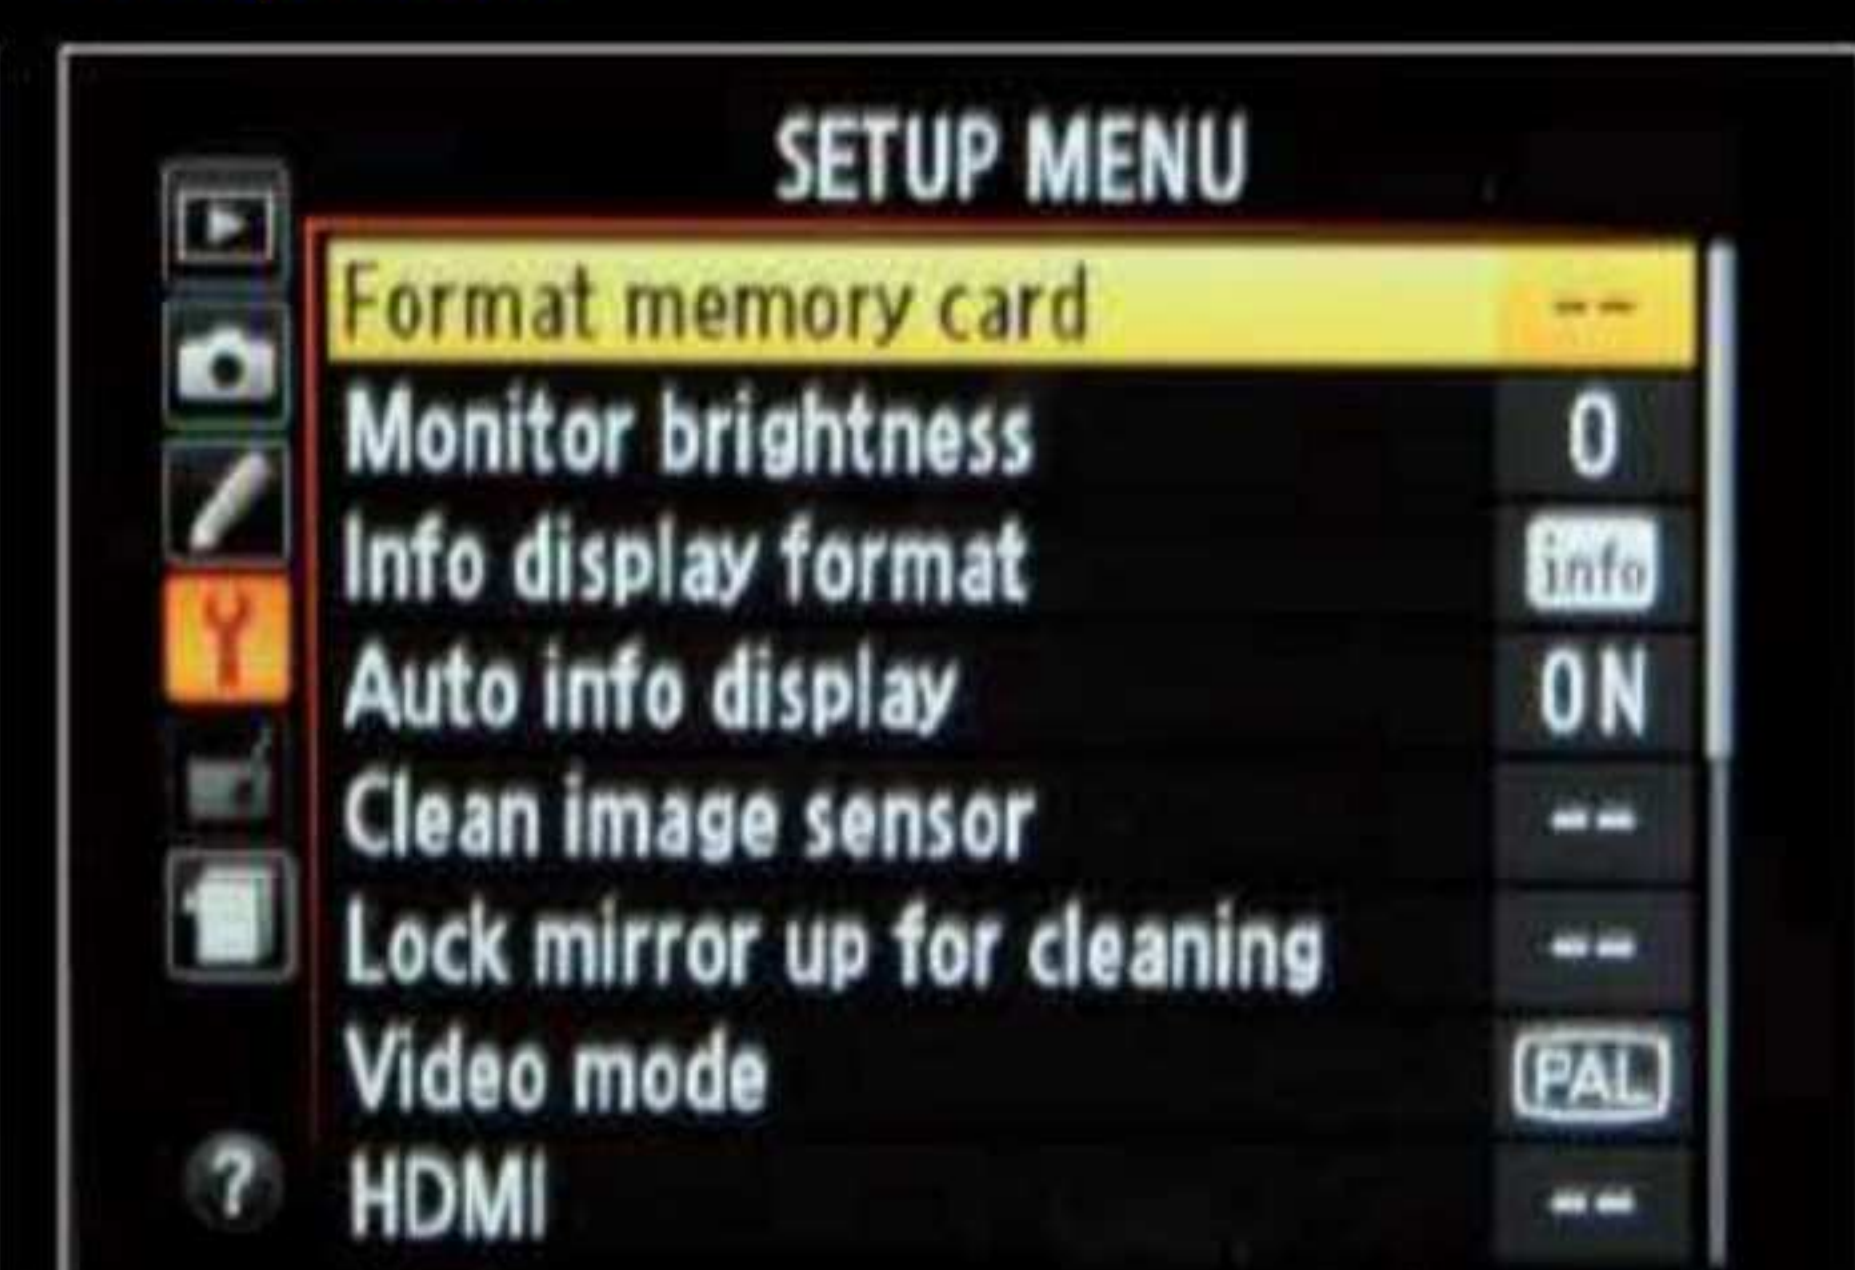 SETUP MENU
Format memory card --
Monitor brightness 0
Info display format info
Auto info display ON
Clean image sensor --
Lock mirror up for cleaning --
Video mode PAL
HDMI --
?